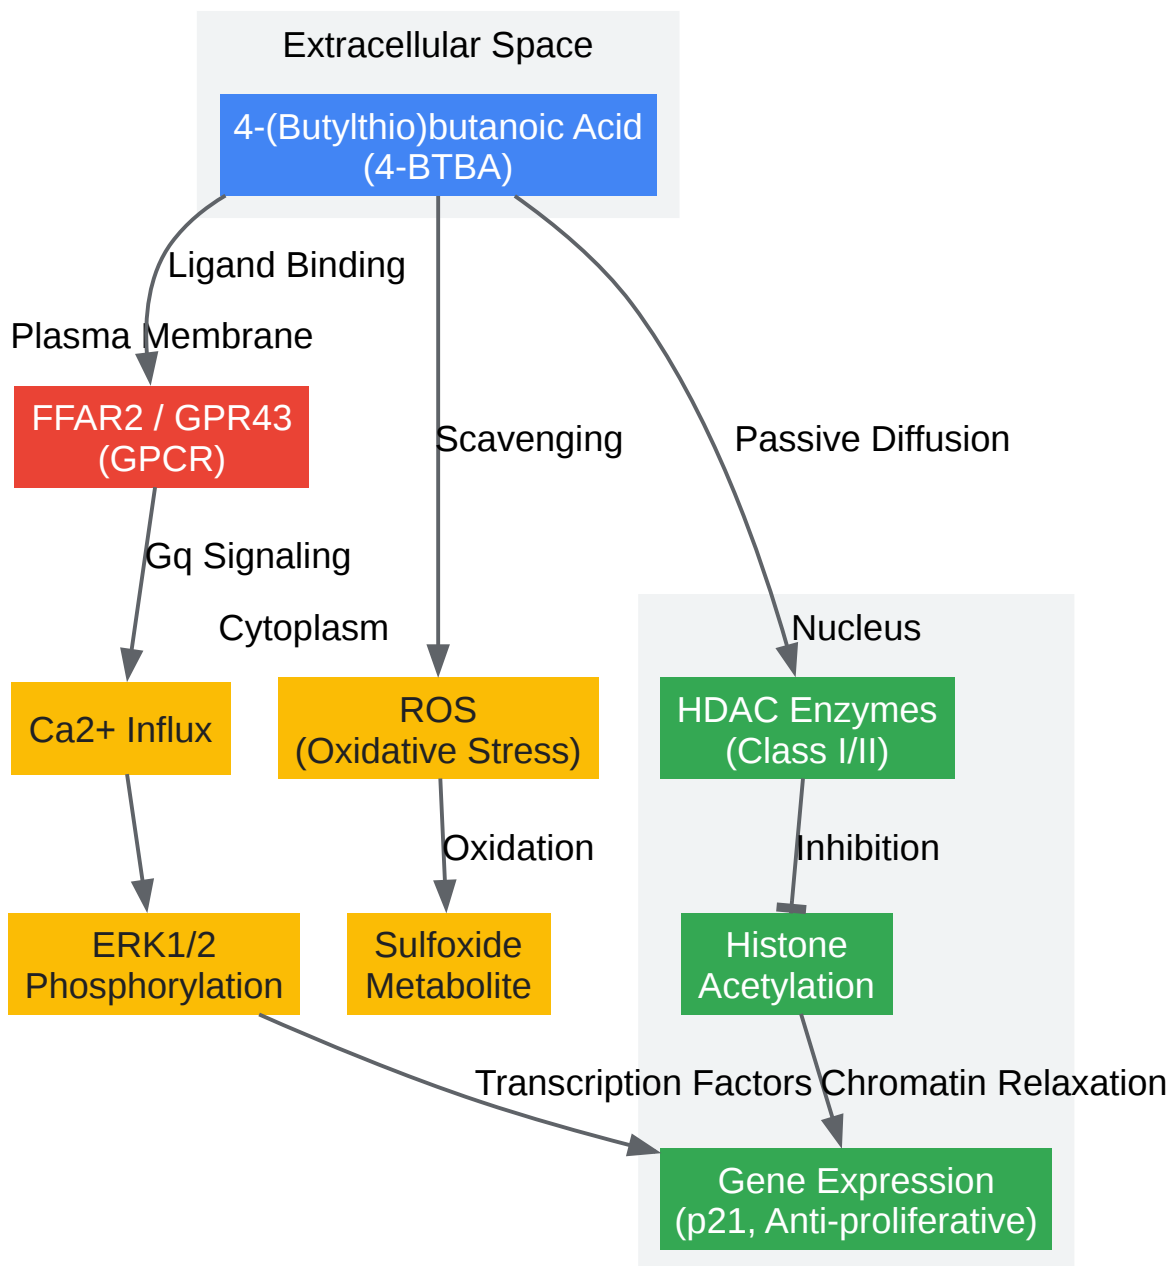 Extracellular Space
4-(Butylthio)butanoic Acid
(4-BTBA)
Ligand Binding
Plasma Membrane
FFAR2 / GPR43
(GPCR)
Scavenging
Passive Diffusion
Gq Signaling
Cytoplasm
Nucleus
Ca2+ Influx
ROS
(Oxidative Stress)
HDAC Enzymes
(Class I/II)
Oxidation
Inhibition
ERK1/2
Phosphorylation
Sulfoxide
Metabolite
Histone
Acetylation
Transcription Factors
Chromatin Relaxation
Gene Expression
(p21, Anti-proliferative)